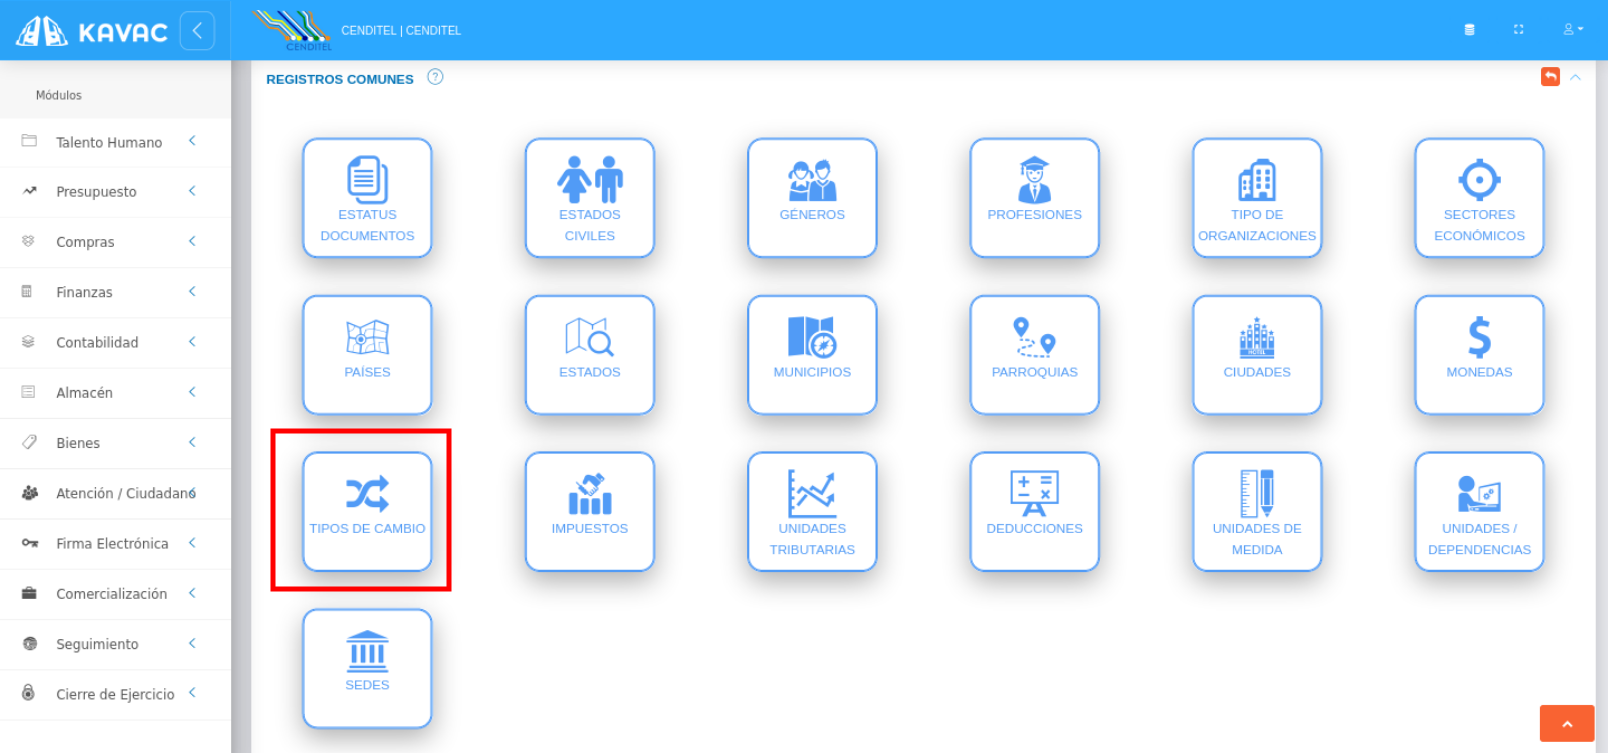 KAVAC
CENDITEL
CENDITEL | CENDITEL
Módulos
Talento Humano
Presupuesto
Compras
Finanzas
Contabilidad
Almacén
Bienes
Atención / Ciudadano
Firma Electrónica
Comercialización
Seguimiento
Cierre de Ejercicio
REGISTROS COMUNES ?
ESTATUS
DOCUMENTOS
ESTADOS
CIVILES
GÉNEROS
PROFESIONES
TIPO DE
ORGANIZACIONES
SECTORES
ECONÓMICOS
PAÍSES
ESTADOS
MUNICIPIOS
PARROQUIAS
HOTEL
CIUDADES
$
MONEDAS
TIPOS DE CAMBIO
IMPUESTOS
UNIDADES
TRIBUTARIAS
DEDUCCIONES
UNIDADES DE
MEDIDA
UNIDADES /
DEPENDENCIAS
SEDES